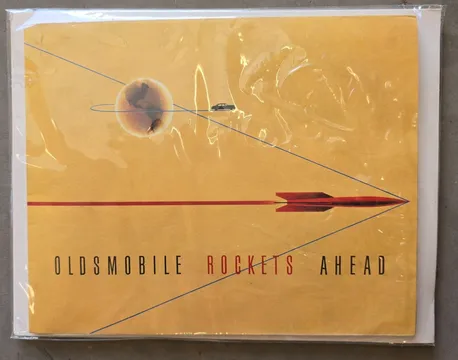 OLDSMOBILE ROCKETS AHEAD